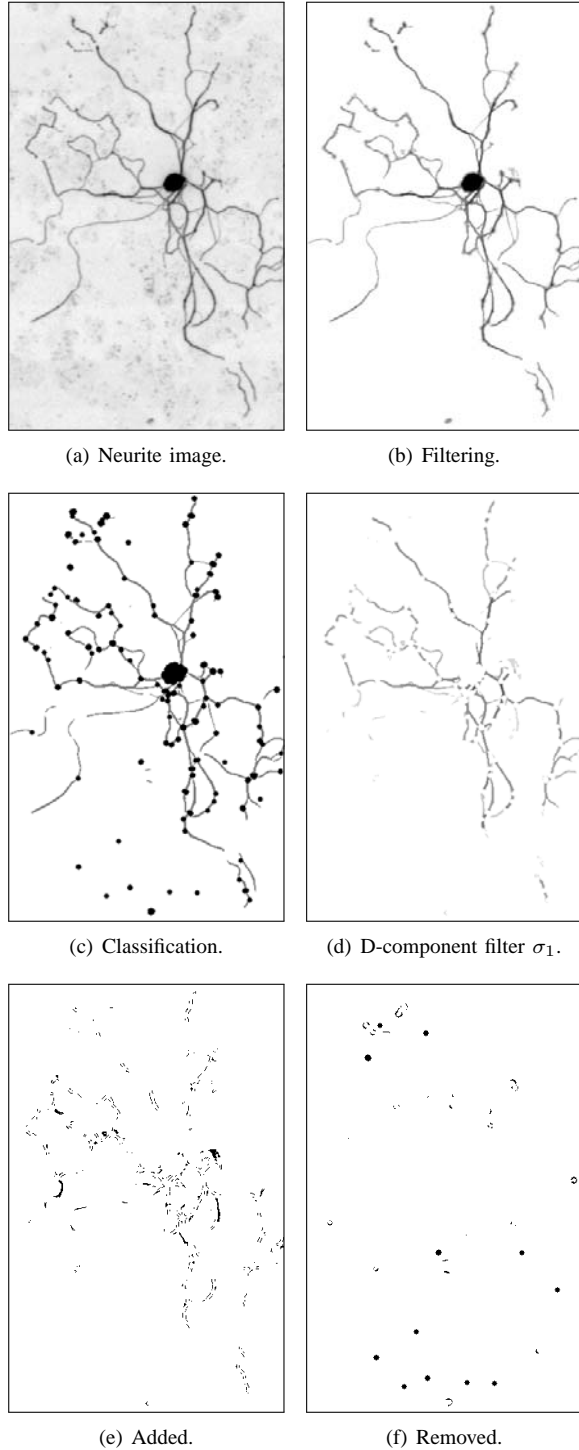 (a) Neurite image.
(b) Filtering.
(c) Classification.
(d) D-component filter σ₁.
(e) Added.
(f) Removed.